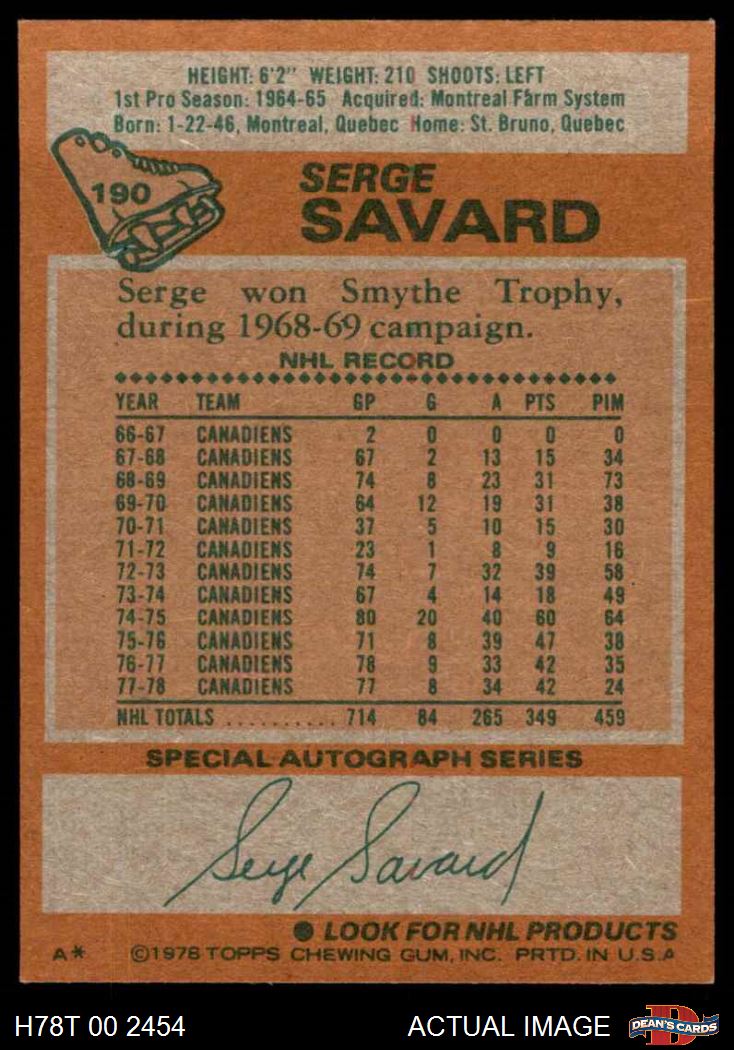 HEIGHT: 6'2" WEIGHT: 210 SHOOTS: LEFT
1st Pro Season: 1964-65 Acquired: Montreal Farm System
Born: 1-22-46, Montreal, Quebec Home: St. Bruno, Quebec
190
SERGE
SAVARD
Serge won Smythe Trophy,
during 1968-69 campaign.
NHL RECORD
YEAR TEAM GP G A PTS PIM
66-67 CANADIENS 2 0 0 0 0
67-68 CANADIENS 67 2 13 15 34
68-69 CANADIENS 74 8 23 31 73
69-70 CANADIENS 64 12 19 31 38
70-71 CANADIENS 37 5 10 15 30
71-72 CANADIENS 23 1 8 9 16
72-73 CANADIENS 74 7 32 39 58
73-74 CANADIENS 67 4 14 18 49
74-75 CANADIENS 80 20 40 60 64
75-76 CANADIENS 71 8 39 47 38
76-77 CANADIENS 78 9 33 42 35
77-78 CANADIENS 77 8 34 42 24
NHL TOTALS .......... 714 84 265 349 459
SPECIAL AUTOGRAPH SERIES
Serge Savard
● LOOK FOR NHL PRODUCTS
A* ©1978 TOPPS CHEWING GUM, INC. PRTD. IN U.S.A
H78T 00 2454 ACTUAL IMAGE DEAN'S CARDS